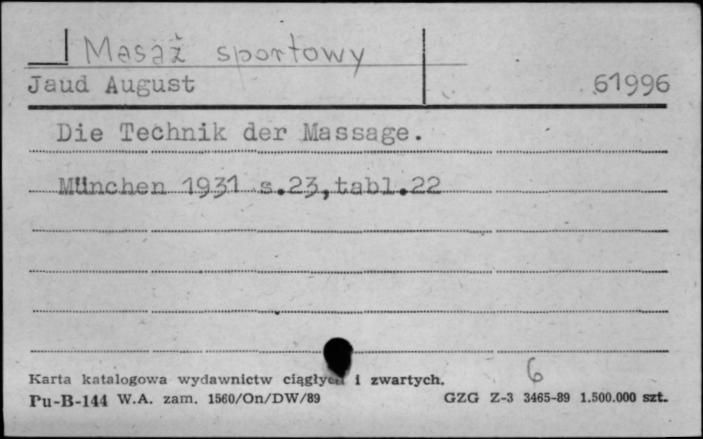 Masaż sportowy
Jaud August 61996
Die Technik der Massage.
München 1931 s.23,tabl.22
6
Karta katalogowa wydawnictw ciągłych i zwartych.
Pu-B-144 W.A. zam. 1560/On/DW/89 GZG Z-3 3465-89 1.500.000 szt.